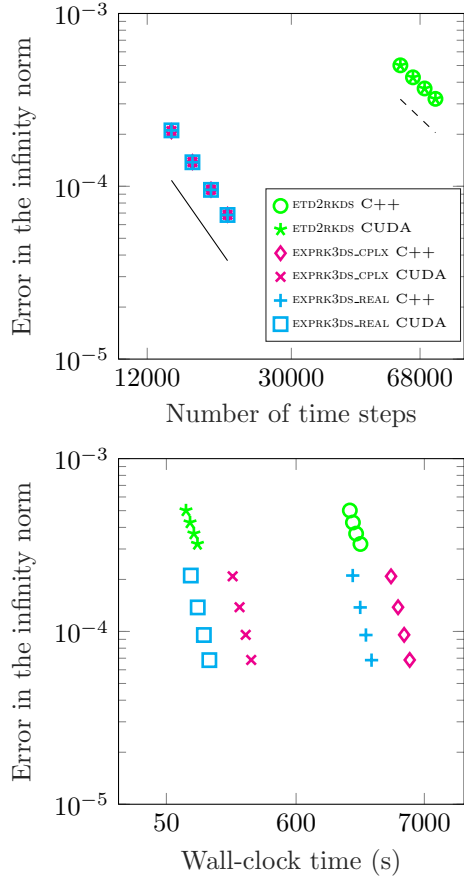 10⁻³
10⁻⁴
10⁻⁵
Error in the infinity norm
ETD2RKDS C++
ETD2RKDS CUDA
EXPRK3DS_CPLX C++
EXPRK3DS_CPLX CUDA
EXPRK3DS_REAL C++
EXPRK3DS_REAL CUDA
12000 30000 68000
Number of time steps
10⁻³
10⁻⁴
10⁻⁵
Error in the infinity norm
50 600 7000
Wall-clock time (s)